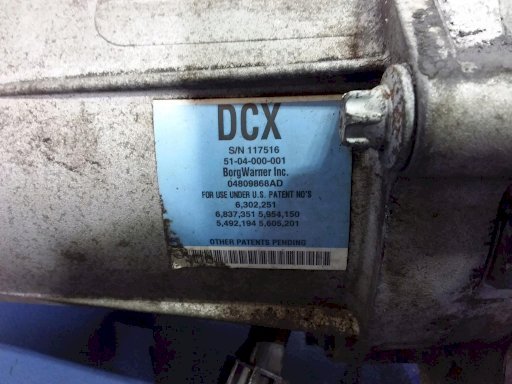 DCX
S/N 117516
51-04-000-001
BorgWarner Inc.
04809868AD
FOR USE UNDER U.S. PATENT NO'S
6,302,251
6,837,351 5,954,150
5,492,194 5,605,201
OTHER PATENTS PENDING